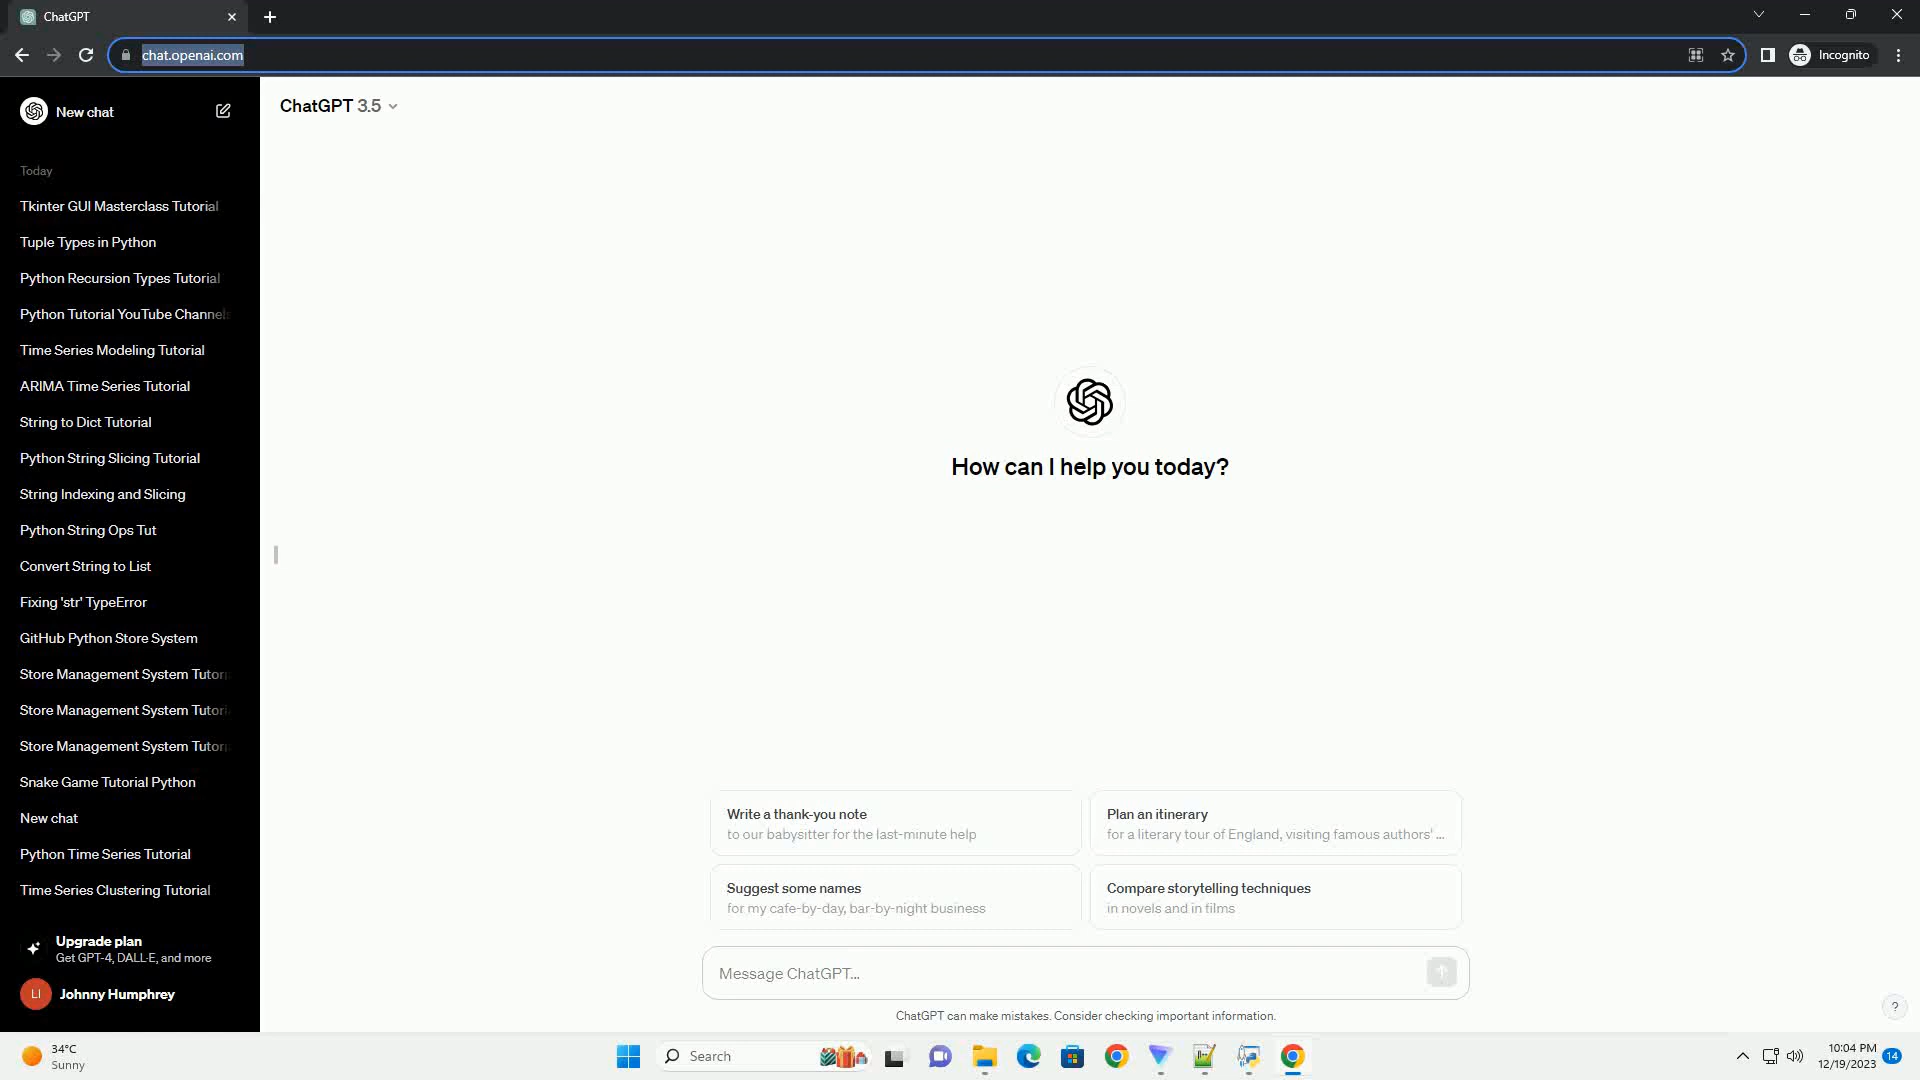 ChatGPT
chat.openai.com
Incognito
New chat
ChatGPT 3.5
Today
Tkinter GUI Masterclass Tutorial
Tuple Types in Python
Python Recursion Types Tutorial
Python Tutorial YouTube Channels
Time Series Modeling Tutorial
ARIMA Time Series Tutorial
String to Dict Tutorial
Python String Slicing Tutorial
String Indexing and Slicing
Python String Ops Tut
Convert String to List
Fixing 'str' TypeError
GitHub Python Store System
Store Management System Tutori
Store Management System Tutori
Store Management System Tutori
Snake Game Tutorial Python
New chat
Python Time Series Tutorial
Time Series Clustering Tutorial
Upgrade plan
Get GPT-4, DALL·E, and more
LI
Johnny Humphrey
How can I help you today?
Write a thank-you note
to our babysitter for the last-minute help
Plan an itinerary
for a literary tour of England, visiting famous authors' ...
Suggest some names
for my cafe-by-day, bar-by-night business
Compare storytelling techniques
in novels and in films
Message ChatGPT...
ChatGPT can make mistakes. Consider checking important information.
?
34°C
Sunny
Search
10:04 PM
12/19/2023
14